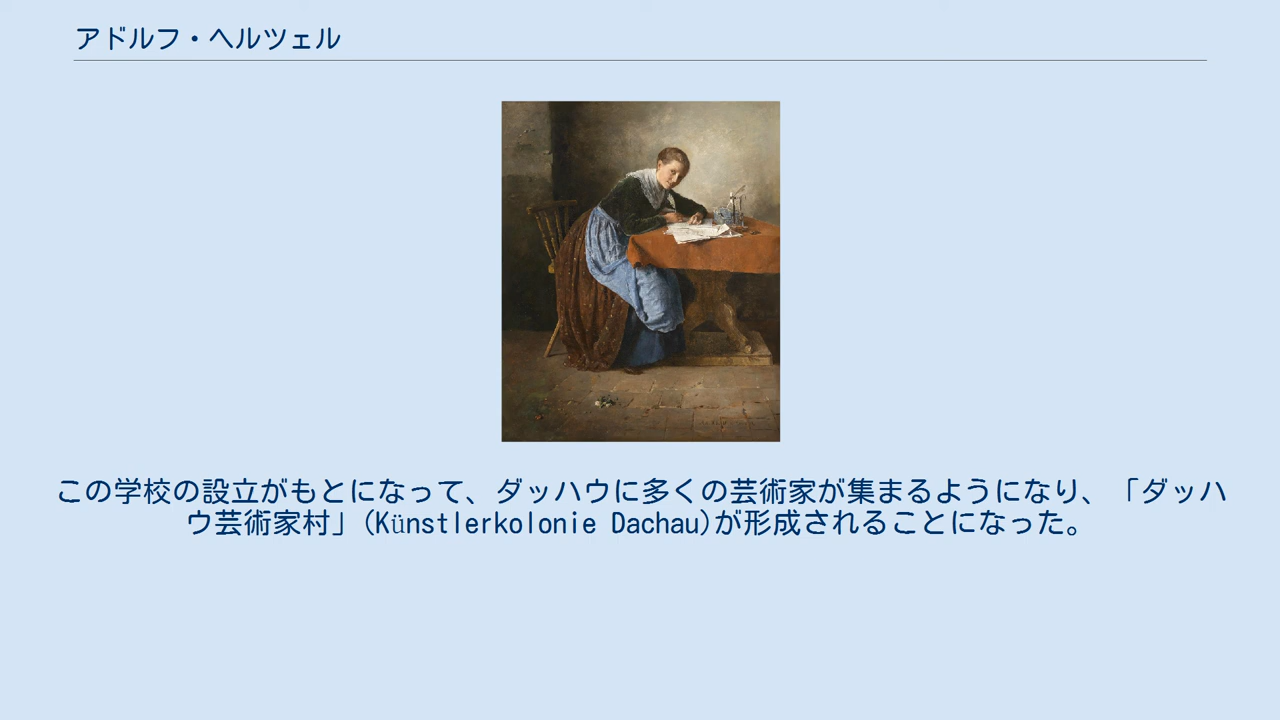 アドルフ・ヘルツェル
この学校の設立がもとになって、ダッハウに多くの芸術家が集まるようになり、「ダッハ
ウ芸術家村」(Künstlerkolonie Dachau)が形成されることになった。